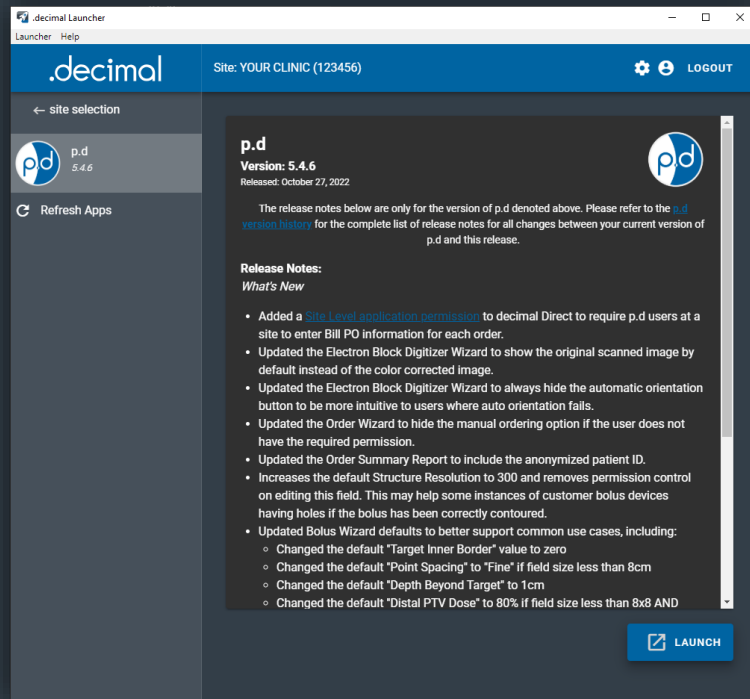 .decimal Launcher
Launcher Help
.decimal
Site: YOUR CLINIC (123456)
LOGOUT
← site selection
p.d
p.d
5.4.6
Refresh Apps
p.d
p.d
Version: 5.4.6
Released: October 27, 2022
The release notes below are only for the version of p.d denoted above. Please refer to the p.d
version history for the complete list of release notes for all changes between your current version of
p.d and this release.
Release Notes:
What's New
• Added a Site Level application permission to decimal Direct to require p.d users at a
site to enter Bill PO information for each order.
• Updated the Electron Block Digitizer Wizard to show the original scanned image by
default instead of the color corrected image.
• Updated the Electron Block Digitizer Wizard to always hide the automatic orientation
button to be more intuitive to users where auto orientation fails.
• Updated the Order Wizard to hide the manual ordering option if the user does not
have the required permission.
• Updated the Order Summary Report to include the anonymized patient ID.
• Increases the default Structure Resolution to 300 and removes permission control
on editing this field. This may help some instances of customer bolus devices
having holes if the bolus has been correctly contoured.
• Updated Bolus Wizard defaults to better support common use cases, including:
◦ Changed the default "Target Inner Border" value to zero
◦ Changed the default "Point Spacing" to "Fine" if field size less than 8cm
◦ Changed the default "Depth Beyond Target" to 1cm
◦ Changed the default "Distal PTV Dose" to 80% if field size less than 8x8 AND
LAUNCH